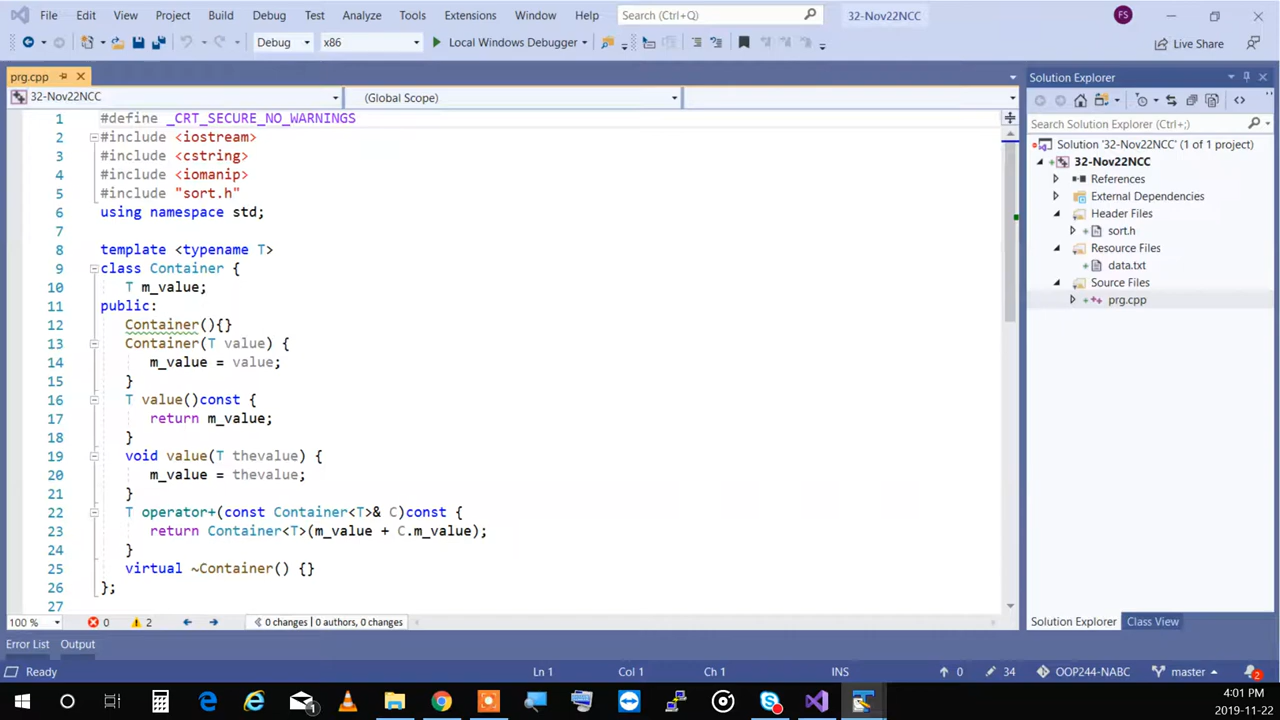 File Edit View Project Build Debug Test Analyze Tools Extensions Window Help Search (Ctrl+Q) 32-Nov22NCC FS
Debug x86 Local Windows Debugger Live Share
prg.cpp
32-Nov22NCC (Global Scope)
1 #define _CRT_SECURE_NO_WARNINGS
2 #include <iostream>
3 #include <cstring>
4 #include <iomanip>
5 #include "sort.h"
6 using namespace std;
7
8 template <typename T>
9 class Container {
10 T m_value;
11 public:
12 Container(){}
13 Container(T value) {
14 m_value = value;
15 }
16 T value()const {
17 return m_value;
18 }
19 void value(T thevalue) {
20 m_value = thevalue;
21 }
22 T operator+(const Container<T>& C)const {
23 return Container<T>(m_value + C.m_value);
24 }
25 virtual ~Container() {}
26 };
27
100 % 0 2 0 changes | 0 authors, 0 changes
Solution Explorer
Search Solution Explorer (Ctrl+;)
Solution '32-Nov22NCC' (1 of 1 project)
32-Nov22NCC
References
External Dependencies
Header Files
sort.h
Resource Files
data.txt
Source Files
prg.cpp
Solution Explorer Class View
Error List Output
Ready Ln 1 Col 1 Ch 1 INS 0 34 OOP244-NABC master 2
1
4:01 PM
2019-11-22